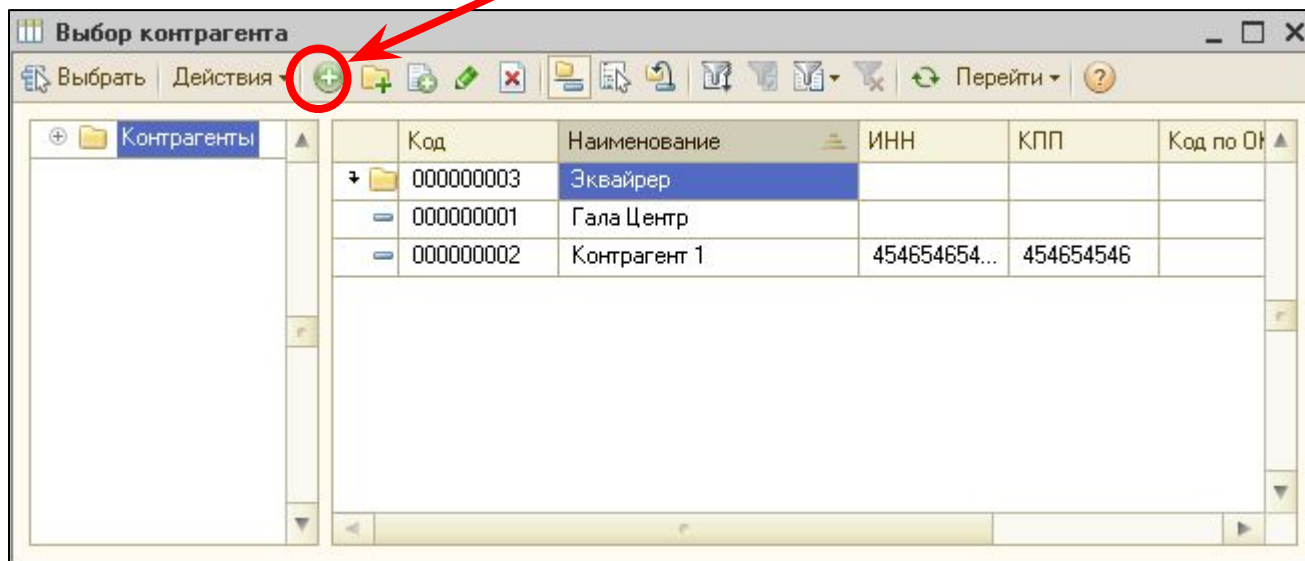 Выбор контрагента
Выбрать Действия Перейти
Контрагенты
Код Наименование ИНН КПП Код по ОК
000000003 Эквайрер
000000001 Гала Центр
000000002 Контрагент 1 454654654... 454654546